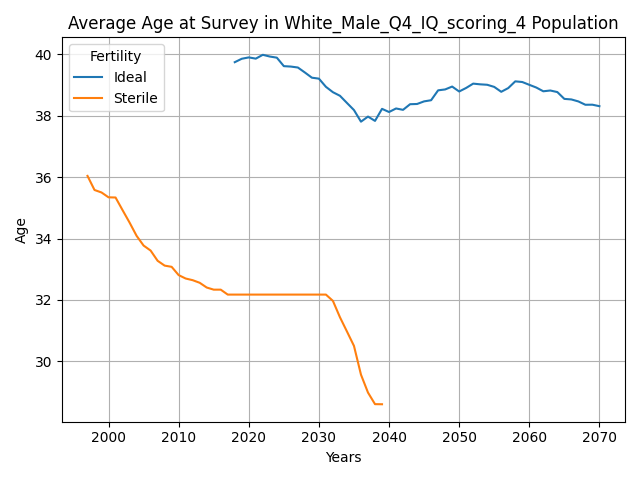 Average Age at Survey in White_Male_Q4_IQ_scoring_4 Population
Fertility
Ideal
Sterile
40
38
36
34
32
30
Age
2000 2010 2020 2030 2040 2050 2060 2070
Years